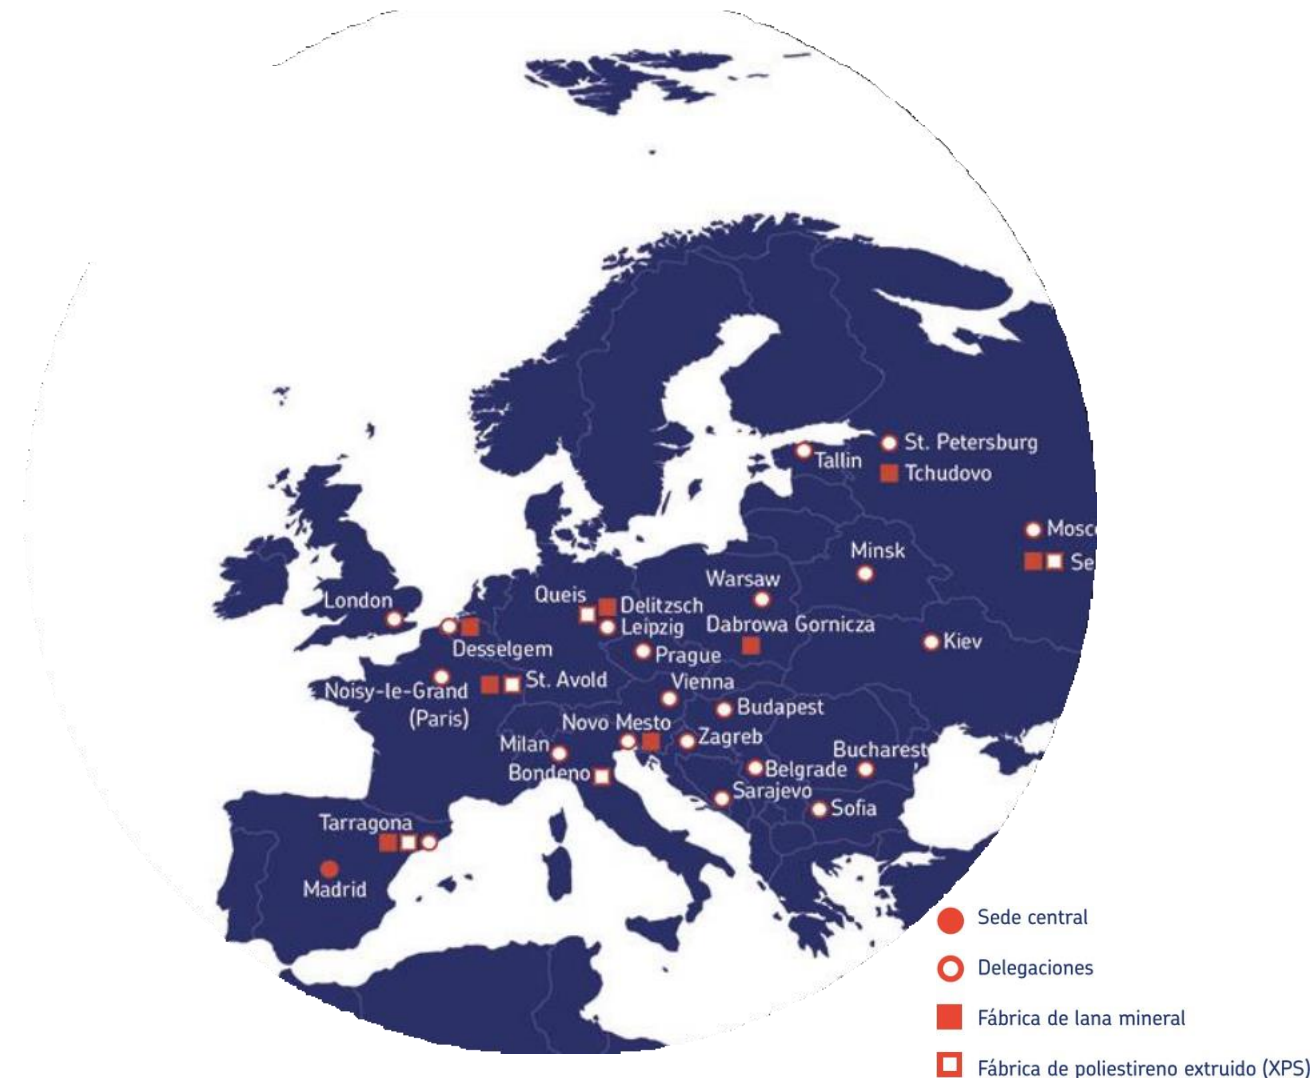 St. Petersburg
Tallin
Tchudovo
Minsk
Warsaw
Queis
Delitzsch
London
Leipzig
Dabrowa Gornicza
Kiev
Desselgem
Prague
St. Avold
Vienna
Noisy-le-Grand
(Paris)
Budapest
Novo Mesto
Zagreb
Milan
Bucharest
Bondeno
Belgrade
Sarajevo
Sofia
Tarragona
Madrid
Sede central
Delegaciones
Fábrica de lana mineral
Fábrica de poliestireno extruido (XPS)